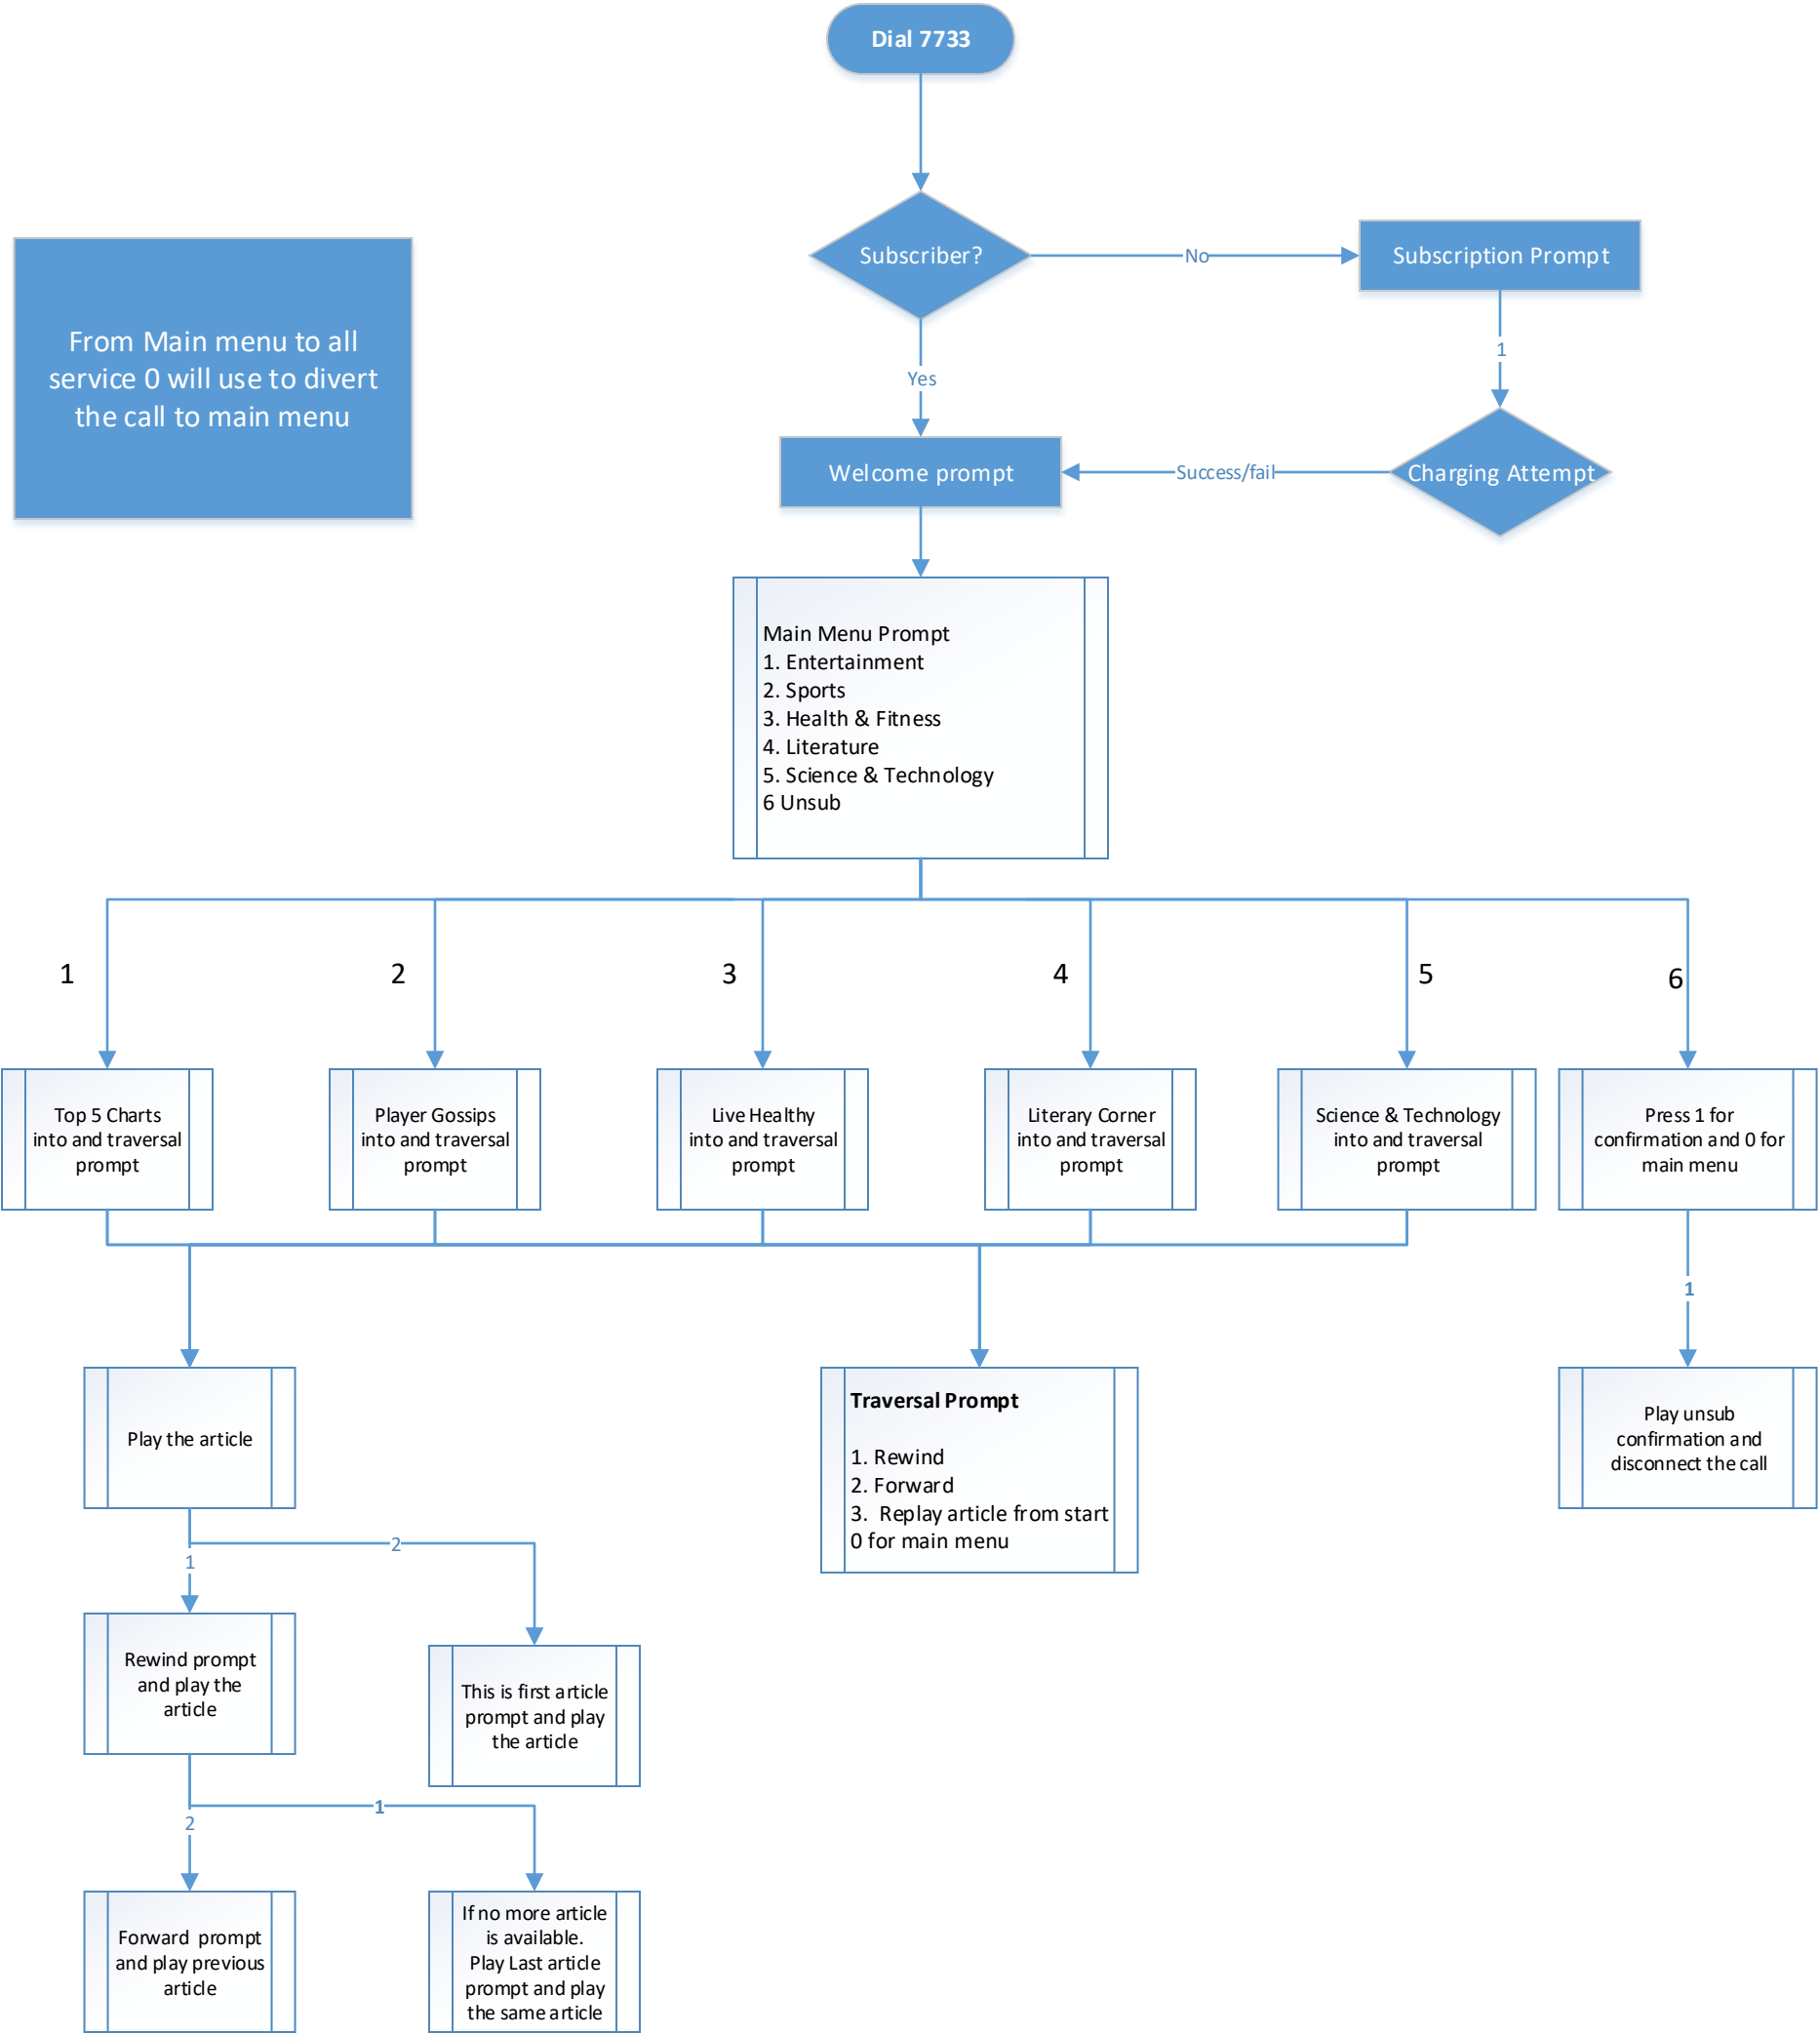 Dial 7733
Subscriber?
No
Subscription Prompt
From Main menu to all
service 0 will use to divert
the call to main menu
1
Yes
Welcome prompt
Success/fail
Charging Attempt
Main Menu Prompt
1. Entertainment
2. Sports
3. Health & Fitness
4. Literature
5. Science & Technology
6 Unsub
1
2
3
4
5
6
Top 5 Charts
into and traversal
prompt
Player Gossips
into and traversal
prompt
Live Healthy
into and traversal
prompt
Literary Corner
into and traversal
prompt
Science & Technology
into and traversal
prompt
Press 1 for
confirmation and 0 for
main menu
1
Play the article
Traversal Prompt
1. Rewind
2. Forward
3.  Replay article from start
0 for main menu
Play unsub
confirmation and
disconnect the call
1
2
Rewind prompt
and play the
article
This is first article
prompt and play
the article
2
1
Forward  prompt
and play previous
article
If no more article
is available.
Play Last article
prompt and play
the same article